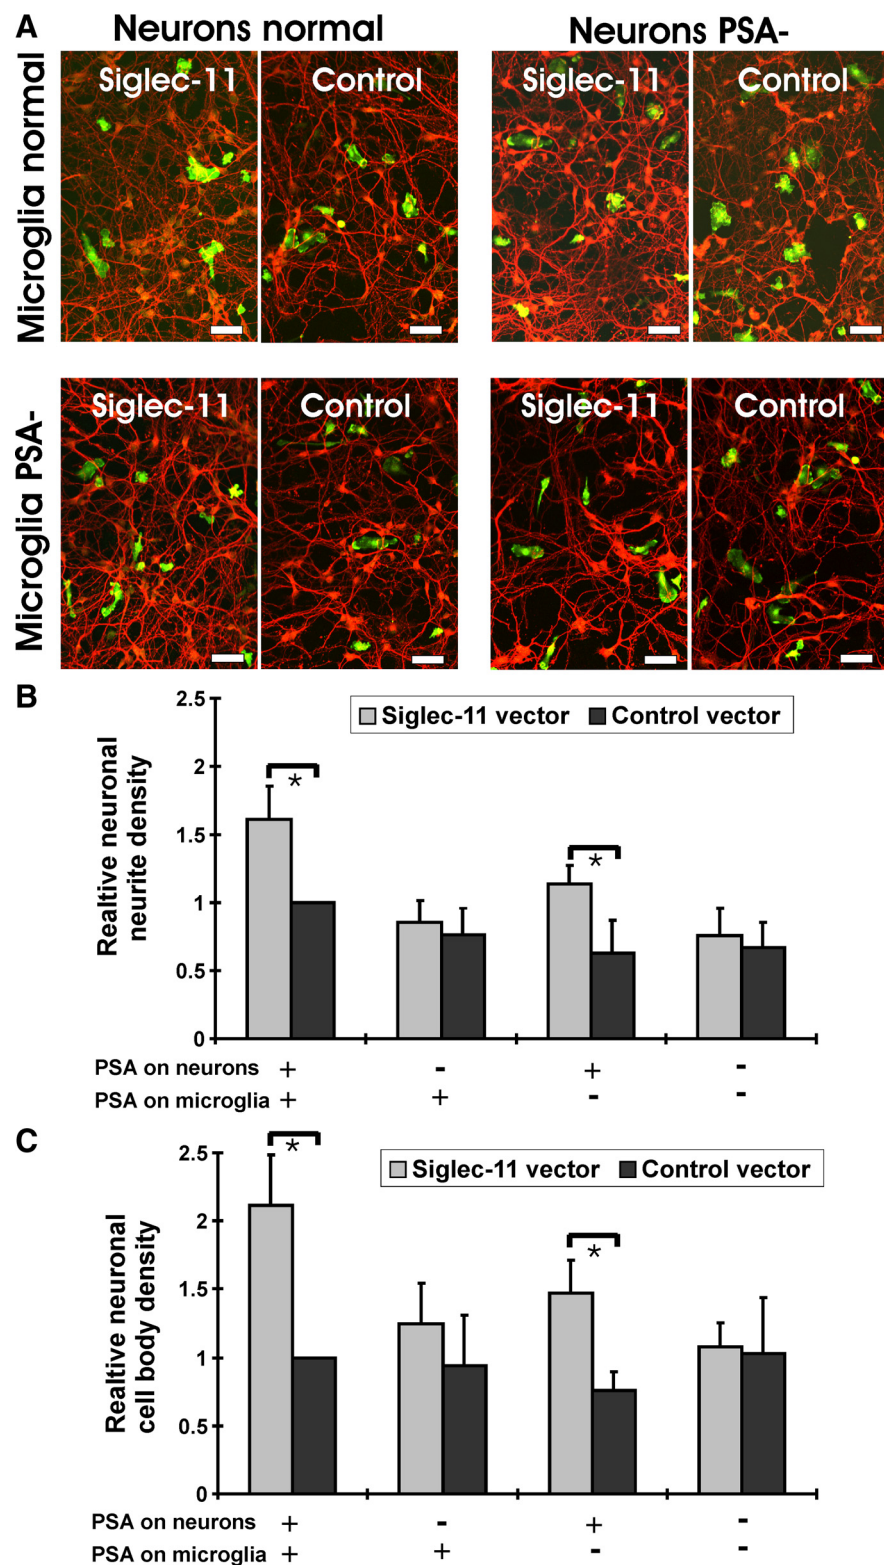 A
Neurons normal
Neurons PSA-
Microglia normal
Siglec-11
Control
Siglec-11
Control
Microglia PSA-
Siglec-11
Control
Siglec-11
Control
B
Realtive neuronal
neurite density
2.5
2
1.5
1
0.5
0
Siglec-11 vector
Control vector
*
*
PSA on neurons + - + -
PSA on microglia + + - -
C
Realtive neuronal
cell body density
2.5
2
1.5
1
0.5
0
Siglec-11 vector
Control vector
*
*
PSA on neurons + - + -
PSA on microglia + + - -